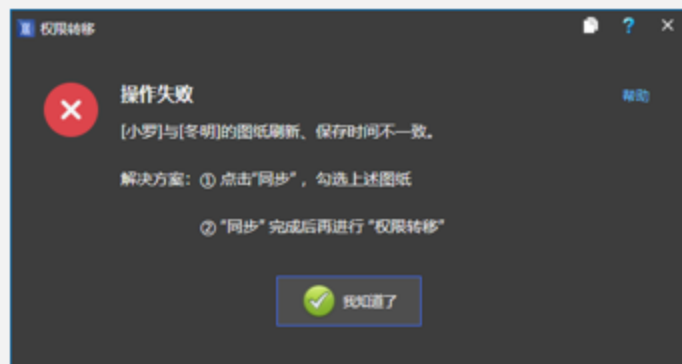 权限转移
操作失败
帮助
[小罗]与[冬明]的图纸刷新、保存时间不一致。
解决方案：① 点击“同步”，勾选上述图纸
② “同步” 完成后再进行 “权限转移”
我知道了